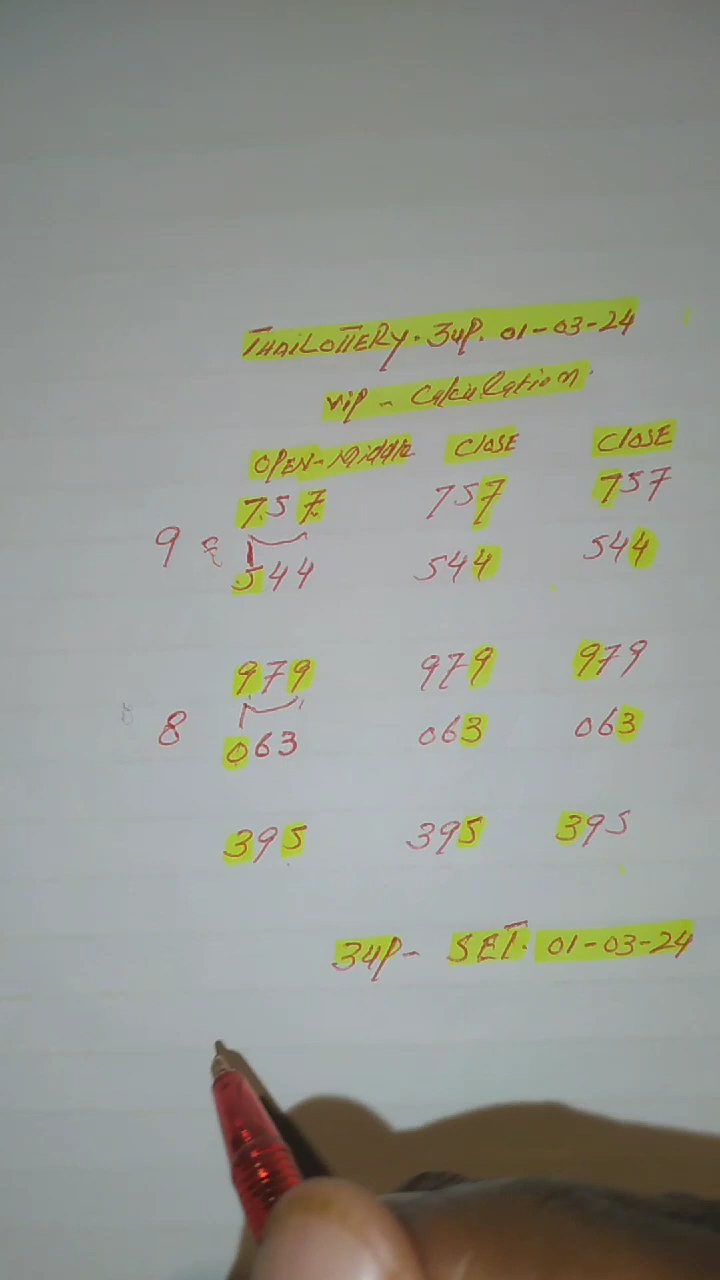 THAILOTTERY. 3UP. 01-03-24
VIP - Calculation.
OPEN-Middle CLOSE CLOSE
757 757 757
9 544 544 544
979 979 979
8 063 063 063
395 395 395
3UP- SET. 01-03-24